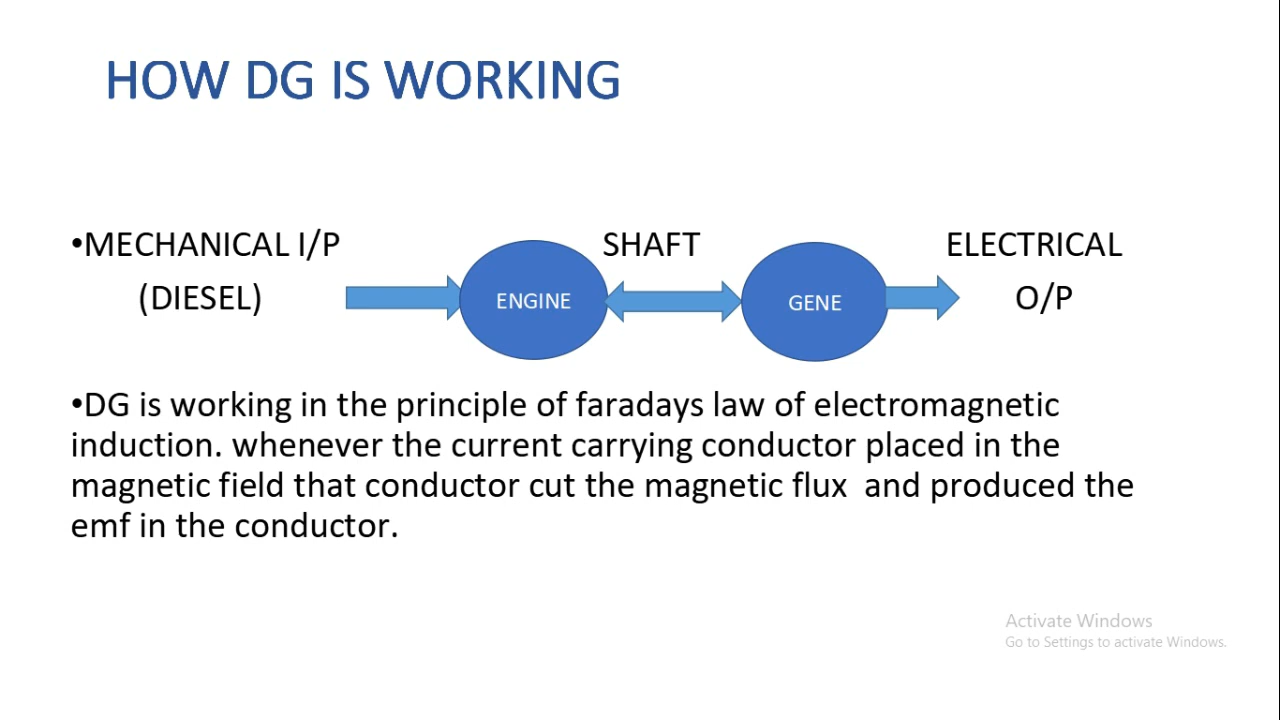 HOW DG IS WORKING
•MECHANICAL I/P
(DIESEL)
ENGINE
SHAFT
GENE
ELECTRICAL
O/P
•DG is working in the principle of faradays law of electromagnetic
induction. whenever the current carrying conductor placed in the
magnetic field that conductor cut the magnetic flux  and produced the
emf in the conductor.
Activate Windows
Go to Settings to activate Windows.